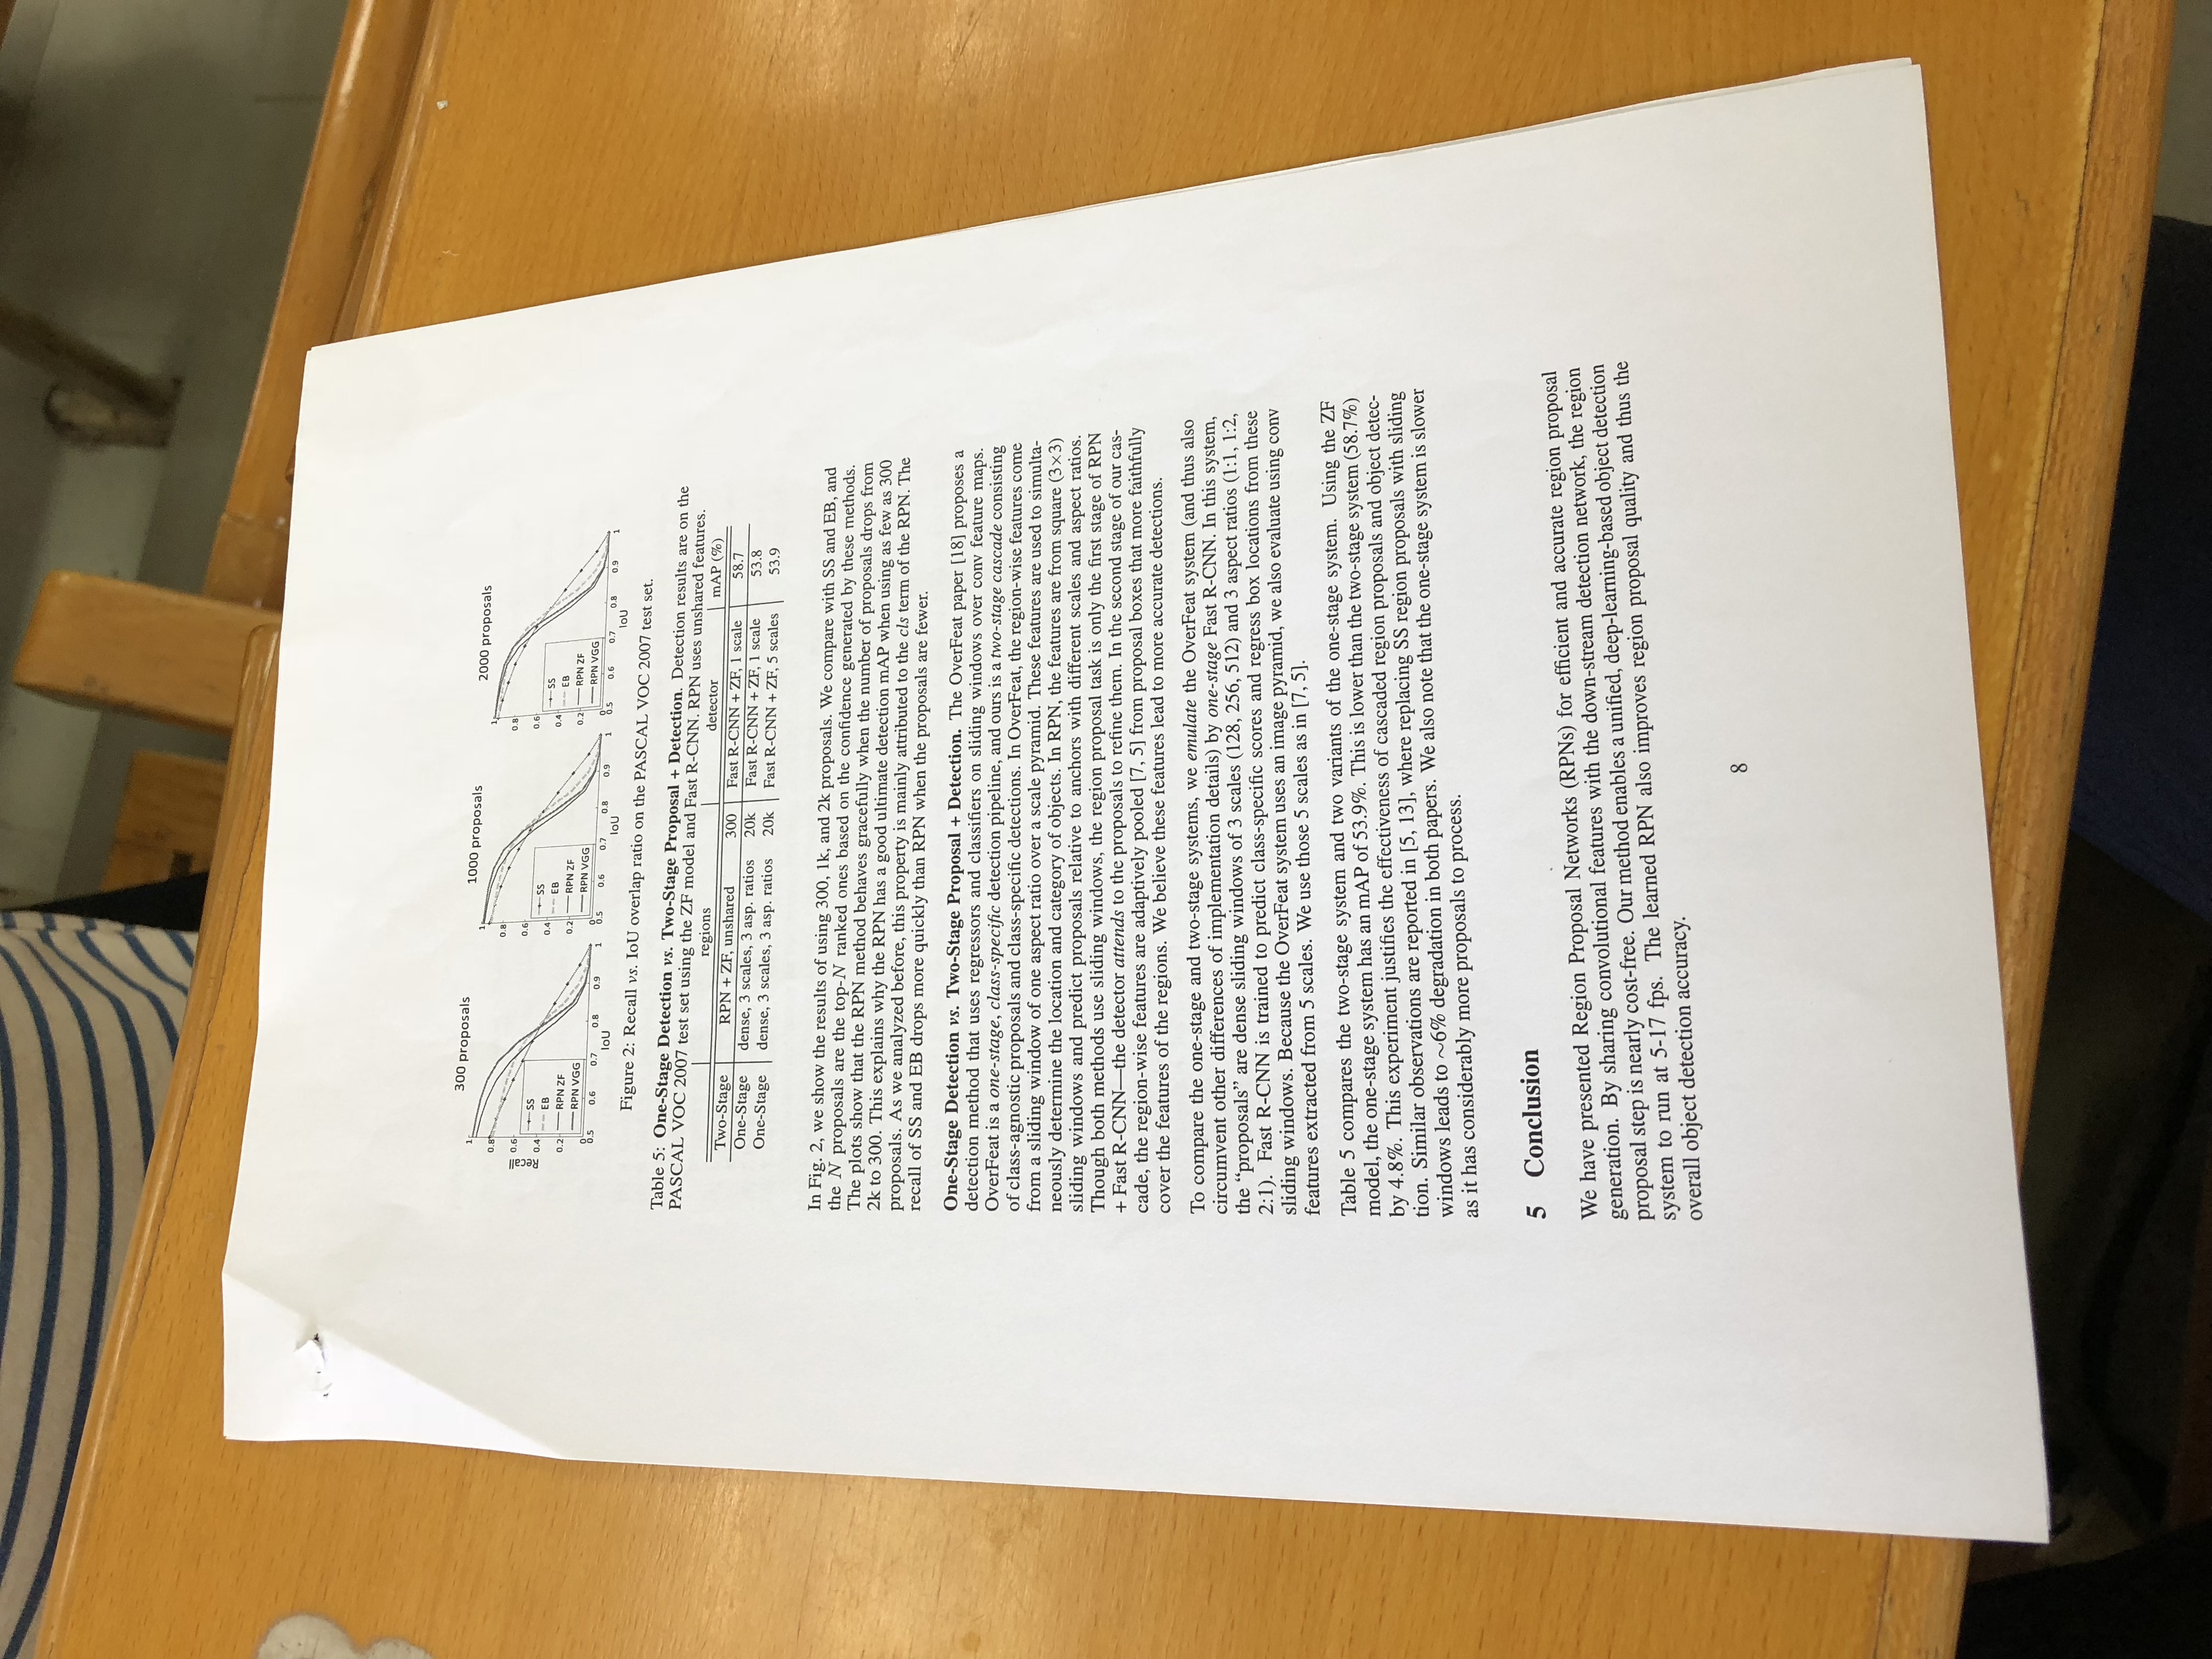 300 proposals
1
0.8
0.6
0.4
0.2
0
Recall
SS
EB
RPN ZF
RPN VGG
0.5 0.6 0.7 0.8 0.9 1
IoU
1000 proposals
1
0.8
0.6
0.4
0.2
0
SS
EB
RPN ZF
RPN VGG
0.5 0.6 0.7 0.8 0.9 1
IoU
2000 proposals
1
0.8
0.6
0.4
0.2
0
SS
EB
RPN ZF
RPN VGG
0.5 0.6 0.7 0.8 0.9 1
IoU
Figure 2: Recall vs. IoU overlap ratio on the PASCAL VOC 2007 test set.
Table 5: One-Stage Detection vs. Two-Stage Proposal + Detection. Detection results are on the
PASCAL VOC 2007 test set using the ZF model and Fast R-CNN. RPN uses unshared features.
regions detector mAP (%)
Two-Stage RPN + ZF, unshared 300 Fast R-CNN + ZF, 1 scale 58.7
One-Stage dense, 3 scales, 3 asp. ratios 20k Fast R-CNN + ZF, 1 scale 53.8
One-Stage dense, 3 scales, 3 asp. ratios 20k Fast R-CNN + ZF, 5 scales 53.9
In Fig. 2, we show the results of using 300, 1k, and 2k proposals. We compare with SS and EB, and
the N proposals are the top-N ranked ones based on the confidence generated by these methods.
The plots show that the RPN method behaves gracefully when the number of proposals drops from
2k to 300. This explains why the RPN has a good ultimate detection mAP when using as few as 300
proposals. As we analyzed before, this property is mainly attributed to the cls term of the RPN. The
recall of SS and EB drops more quickly than RPN when the proposals are fewer.
One-Stage Detection vs. Two-Stage Proposal + Detection. The OverFeat paper [18] proposes a
detection method that uses regressors and classifiers on sliding windows over conv feature maps.
OverFeat is a one-stage, class-specific detection pipeline, and ours is a two-stage cascade consisting
of class-agnostic proposals and class-specific detections. In OverFeat, the region-wise features come
from a sliding window of one aspect ratio over a scale pyramid. These features are used to simulta-
neously determine the location and category of objects. In RPN, the features are from square (3×3)
sliding windows and predict proposals relative to anchors with different scales and aspect ratios.
Though both methods use sliding windows, the region proposal task is only the first stage of RPN
+ Fast R-CNN—the detector attends to the proposals to refine them. In the second stage of our cas-
cade, the region-wise features are adaptively pooled [7, 5] from proposal boxes that more faithfully
cover the features of the regions. We believe these features lead to more accurate detections.
To compare the one-stage and two-stage systems, we emulate the OverFeat system (and thus also
circumvent other differences of implementation details) by one-stage Fast R-CNN. In this system,
the “proposals” are dense sliding windows of 3 scales (128, 256, 512) and 3 aspect ratios (1:1, 1:2,
2:1). Fast R-CNN is trained to predict class-specific scores and regress box locations from these
sliding windows. Because the OverFeat system uses an image pyramid, we also evaluate using conv
features extracted from 5 scales. We use those 5 scales as in [7, 5].
Table 5 compares the two-stage system and two variants of the one-stage system. Using the ZF
model, the one-stage system has an mAP of 53.9%. This is lower than the two-stage system (58.7%)
by 4.8%. This experiment justifies the effectiveness of cascaded region proposals and object detec-
tion. Similar observations are reported in [5, 13], where replacing SS region proposals with sliding
windows leads to ~6% degradation in both papers. We also note that the one-stage system is slower
as it has considerably more proposals to process.
5 Conclusion
We have presented Region Proposal Networks (RPNs) for efficient and accurate region proposal
generation. By sharing convolutional features with the down-stream detection network, the region
proposal step is nearly cost-free. Our method enables a unified, deep-learning-based object detection
system to run at 5-17 fps. The learned RPN also improves region proposal quality and thus the
overall object detection accuracy.
8